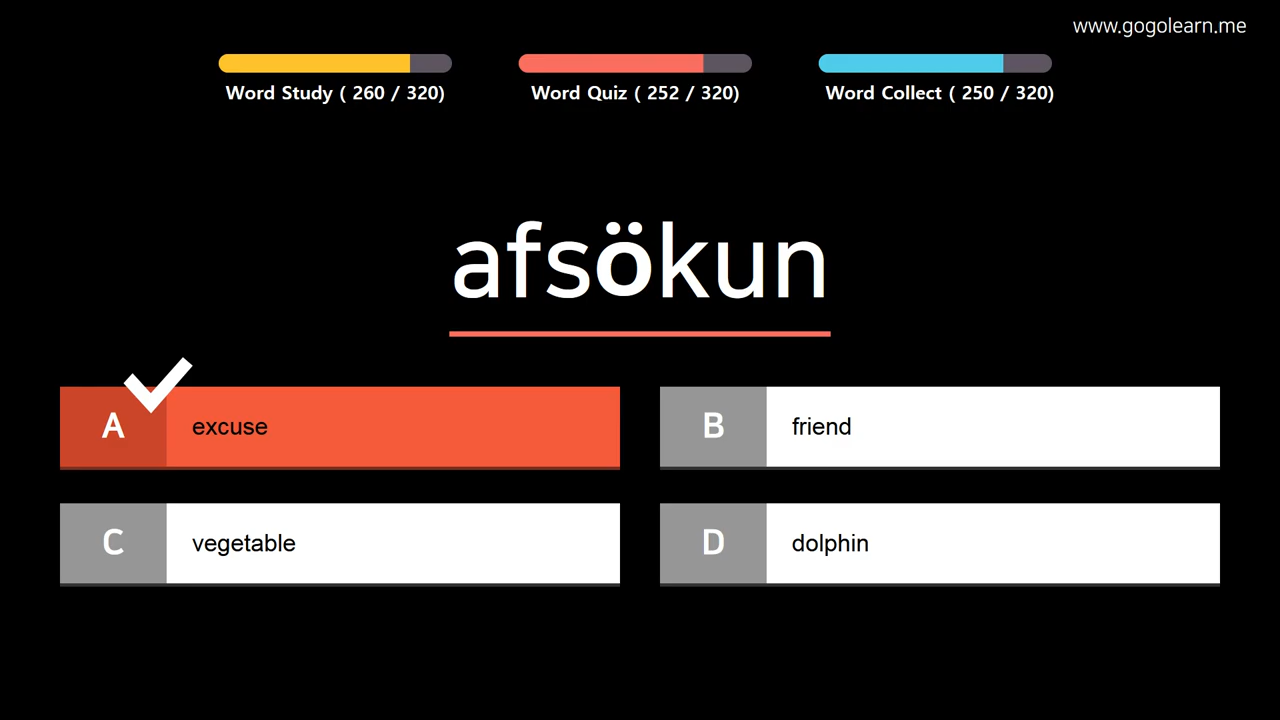 www.gogolearn.me
Word Study ( 260 / 320)
Word Quiz ( 252 / 320)
Word Collect ( 250 / 320)
afsökun
A excuse
B friend
C vegetable
D dolphin